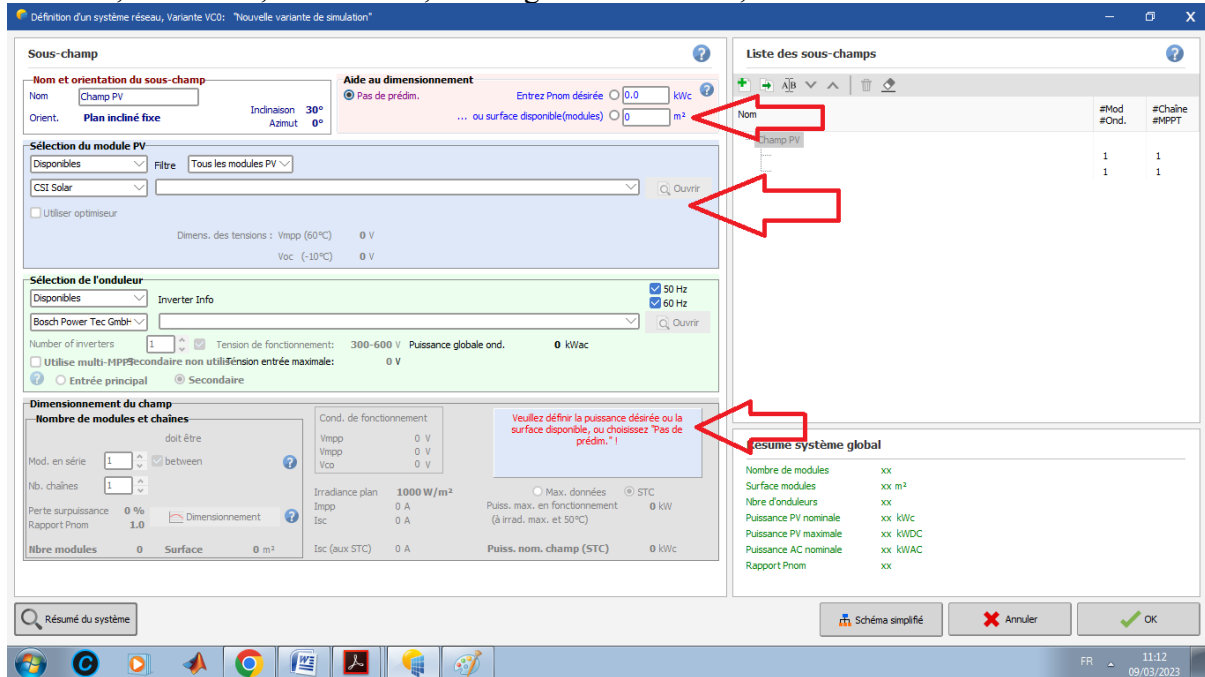 Définition d'un système réseau, Variante VC0: "Nouvelle variante de simulation"
Sous-champ
Nom et orientation du sous-champ
Nom Champ PV
Orient. Plan incliné fixe
Inclinaison 30°
Azimut 0°
Aide au dimensionnement
Pas de prédim. Entrez Pnom désirée 0.0 kWc
... ou surface disponible(modules) 0 m²
Sélection du module PV
Disponibles Filtre Tous les modules PV
CSI Solar Ouvrir
Utiliser optimiseur
Dimens. des tensions : Vmpp (60°C) 0 V
Voc (-10°C) 0 V
Sélection de l'onduleur
Disponibles Inverter Info
50 Hz
60 Hz
Bosch Power Tec GmbH Ouvrir
Number of inverters 1 Tension de fonctionnement: 300-600 V Puissance globale ond. 0 kWac
Utilise multi-MPP entrée maximale: 0 V
Entrée principal Secondaire
Dimensionnement du champ
Nombre de modules et chaînes
doit être
Mod. en série 1 between
Nb. chaînes 1
Perte surpuissance 0 %
Rapport Pnom 1.0
Dimensionnement
Nbre modules 0 Surface 0 m²
Cond. de fonctionnement
Vmpp 0 V
Vmpp 0 V
Vco 0 V
Irradiance plan 1000 W/m²
Impp 0 A
Isc 0 A
Isc (aux STC) 0 A
Veuillez définir la puissance désirée ou la
surface disponible, ou choisissez "Pas de
prédim." !
Max. données STC
Puiss. max. en fonctionnement 0 kW
(à irrad. max. et 50°C)
Puiss. nom. champ (STC) 0 kWc
Liste des sous-champs
Nom
#Mod #Chaîne
#Ond. #MPPT
Champ PV
1 1
1 1
Résumé système global
Nombre de modules xx
Surface modules xx m²
Nbre d'onduleurs xx
Puissance PV nominale xx kWc
Puissance PV maximale xx kWDC
Puissance AC nominale xx kWAC
Rapport Pnom xx
Résumé du système
Schéma simplifié
Annuler
OK
FR
11:12
09/03/2023